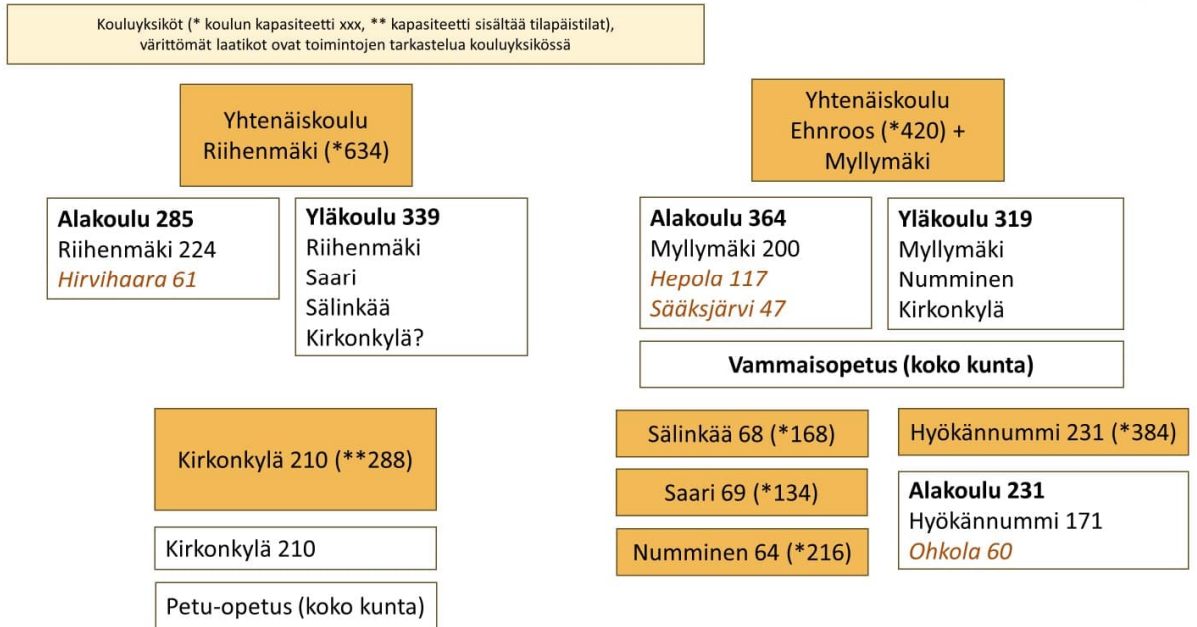 Kouluyksiköt (* koulun kapasiteetti xxx, ** kapasiteetti sisältää tilapäistilat),
värittömät laatikot ovat toimintojen tarkastelua kouluyksikössä
Yhtenäiskoulu
Riihenmäki (*634)
Alakoulu 285
Riihenmäki 224
Hirvihaara 61
Yläkoulu 339
Riihenmäki
Saari
Sälinkää
Kirkonkylä?
Yhtenäiskoulu
Ehnroos (*420) +
Myllymäki
Alakoulu 364
Myllymäki 200
Hepola 117
Sääksjärvi 47
Yläkoulu 319
Myllymäki
Numminen
Kirkonkylä
Vammaisopetus (koko kunta)
Kirkonkylä 210 (**288)
Kirkonkylä 210
Petu-opetus (koko kunta)
Sälinkää 68 (*168)
Saari 69 (*134)
Numminen 64 (*216)
Hyökännummi 231 (*384)
Alakoulu 231
Hyökännummi 171
Ohkola 60